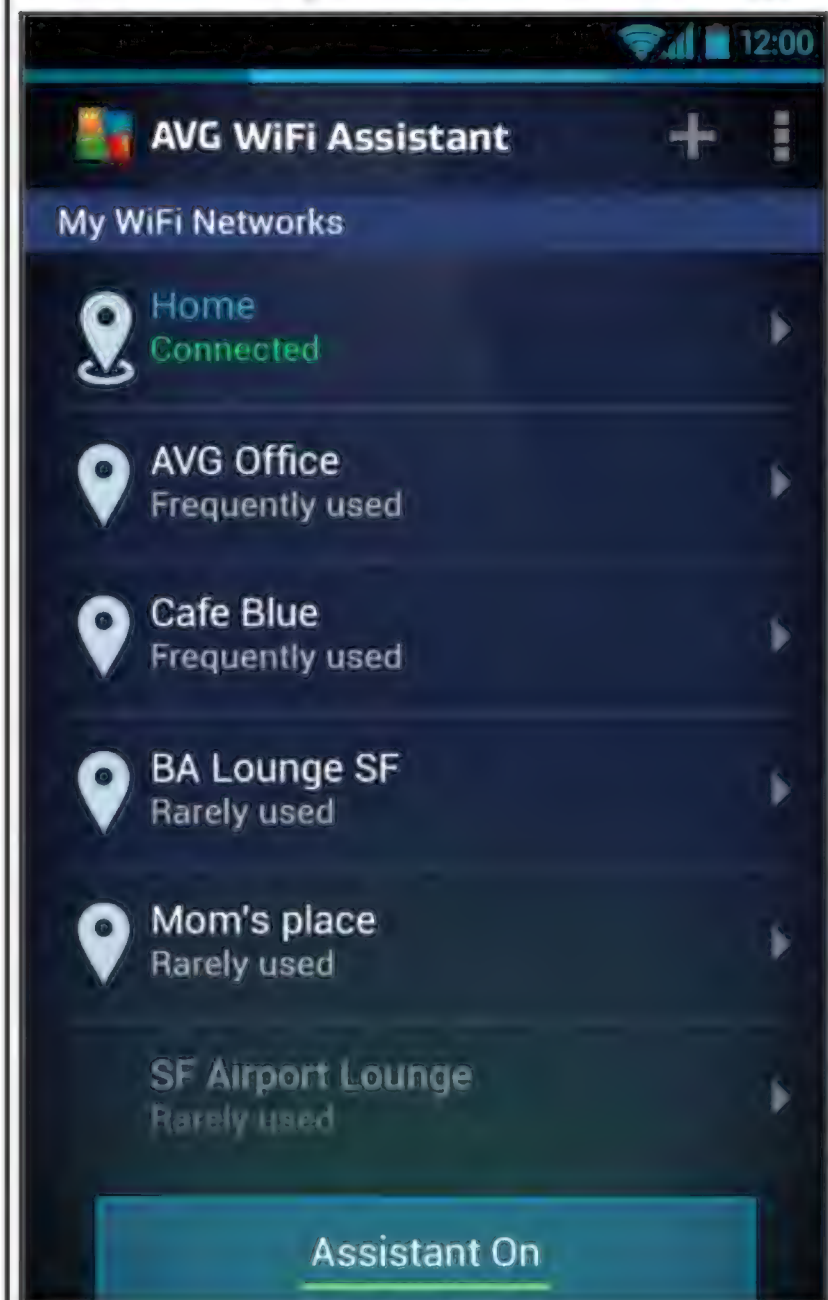 12:00
AVG WiFi Assistant
My WiFi Networks
Home
Connected
AVG Office
Frequently used
Cafe Blue
Frequently used
BA Lounge SF
Rarely used
Mom's place
Rarely used
SF Airport Lounge
Rarely used
Assistant On